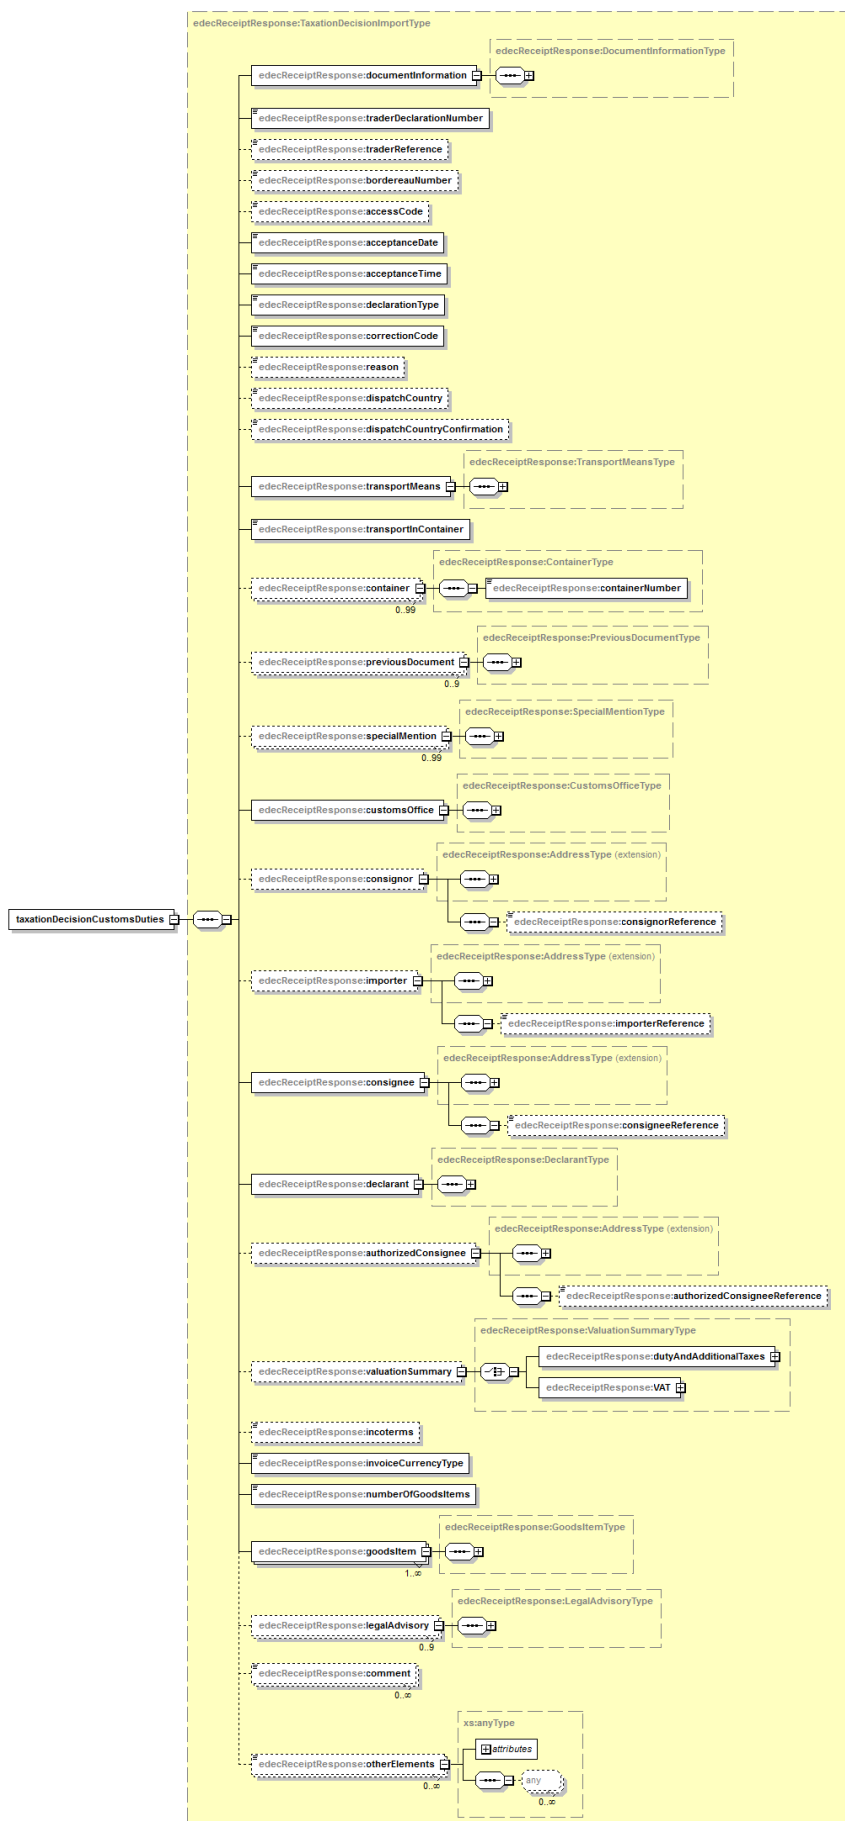 edecReceiptResponse:TaxationDecisionImportType
edecReceiptResponse:DocumentInformationType
edecReceiptResponse:documentInformation
edecReceiptResponse:traderDeclarationNumber
edecReceiptResponse:traderReference
edecReceiptResponse:bordereauNumber
edecReceiptResponse:accessCode
edecReceiptResponse:acceptanceDate
edecReceiptResponse:acceptanceTime
edecReceiptResponse:declarationType
edecReceiptResponse:correctionCode
edecReceiptResponse:reason
edecReceiptResponse:dispatchCountry
edecReceiptResponse:dispatchCountryConfirmation
edecReceiptResponse:TransportMeansType
edecReceiptResponse:transportMeans
edecReceiptResponse:transportInContainer
edecReceiptResponse:ContainerType
edecReceiptResponse:container
edecReceiptResponse:containerNumber
0..99
edecReceiptResponse:PreviousDocumentType
edecReceiptResponse:previousDocument
0..9
edecReceiptResponse:SpecialMentionType
edecReceiptResponse:specialMention
0..99
edecReceiptResponse:CustomsOfficeType
edecReceiptResponse:customsOffice
edecReceiptResponse:AddressType (extension)
edecReceiptResponse:consignor
edecReceiptResponse:consignorReference
taxationDecisionCustomsDuties
edecReceiptResponse:AddressType (extension)
edecReceiptResponse:importer
edecReceiptResponse:importerReference
edecReceiptResponse:AddressType (extension)
edecReceiptResponse:consignee
edecReceiptResponse:consigneeReference
edecReceiptResponse:DeclarantType
edecReceiptResponse:declarant
edecReceiptResponse:AddressType (extension)
edecReceiptResponse:authorizedConsignee
edecReceiptResponse:authorizedConsigneeReference
edecReceiptResponse:ValuationSummaryType
edecReceiptResponse:dutyAndAdditionalTaxes
edecReceiptResponse:valuationSummary
edecReceiptResponse:VAT
edecReceiptResponse:incoterms
edecReceiptResponse:invoiceCurrencyType
edecReceiptResponse:numberOfGoodsItems
edecReceiptResponse:GoodsItemType
edecReceiptResponse:goodsItem
1..∞
edecReceiptResponse:LegalAdvisoryType
edecReceiptResponse:legalAdvisory
0..9
edecReceiptResponse:comment
0..∞
xs:anyType
attributes
edecReceiptResponse:otherElements
0..∞
any
0..∞